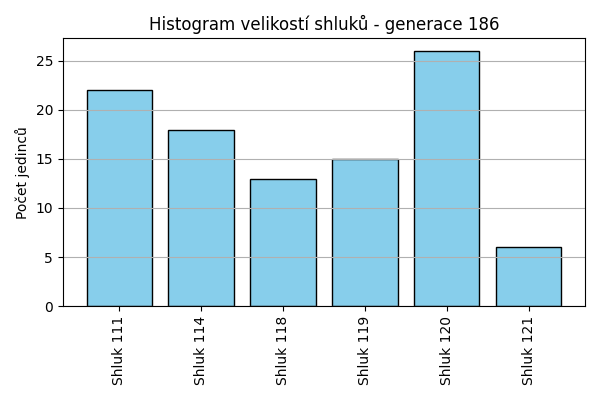 Histogram velikostí shluků - generace 186
Počet jedinců
25
20
15
10
5
0
Shluk 111
Shluk 114
Shluk 118
Shluk 119
Shluk 120
Shluk 121